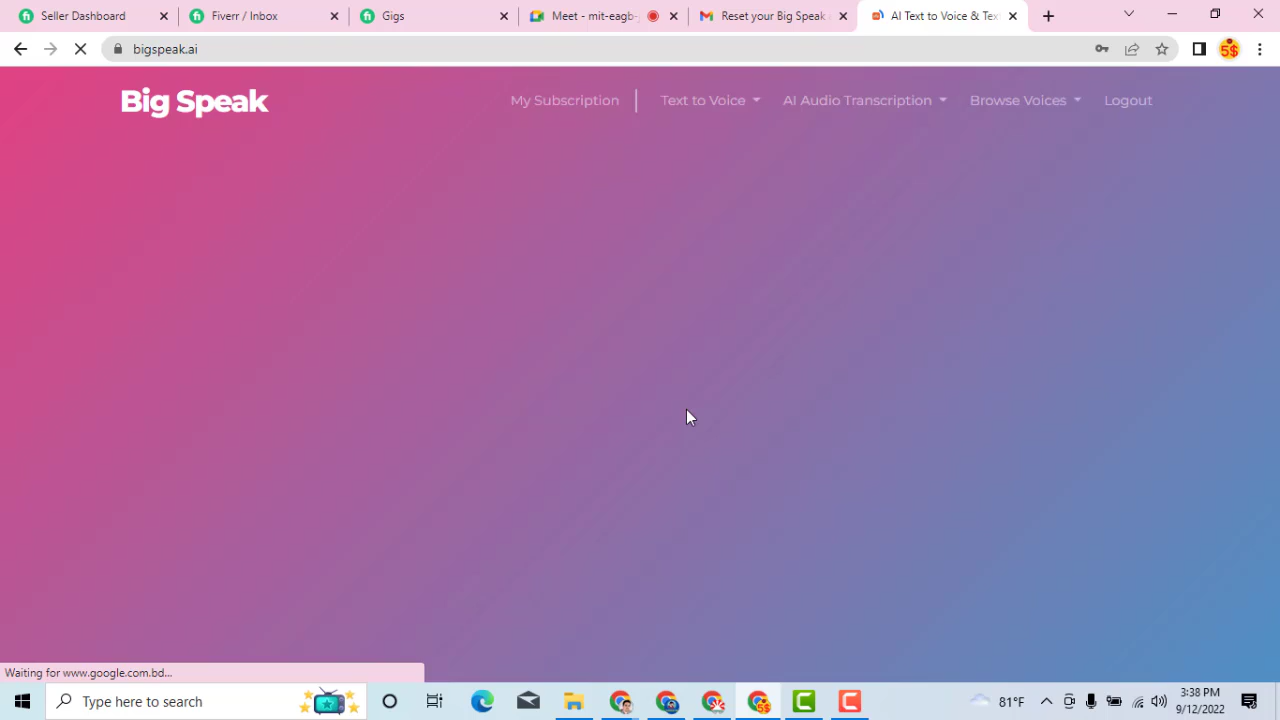 Seller Dashboard
Fiverr / Inbox
Gigs
Meet - mit-eagb-
Reset your Big Speak
AI Text to Voice & Tex
bigspeak.ai
5$
Big Speak
My Subscription
Text to Voice
AI Audio Transcription
Browse Voices
Logout
Waiting for www.google.com.bd...
Type here to search
81°F
3:38 PM
9/12/2022